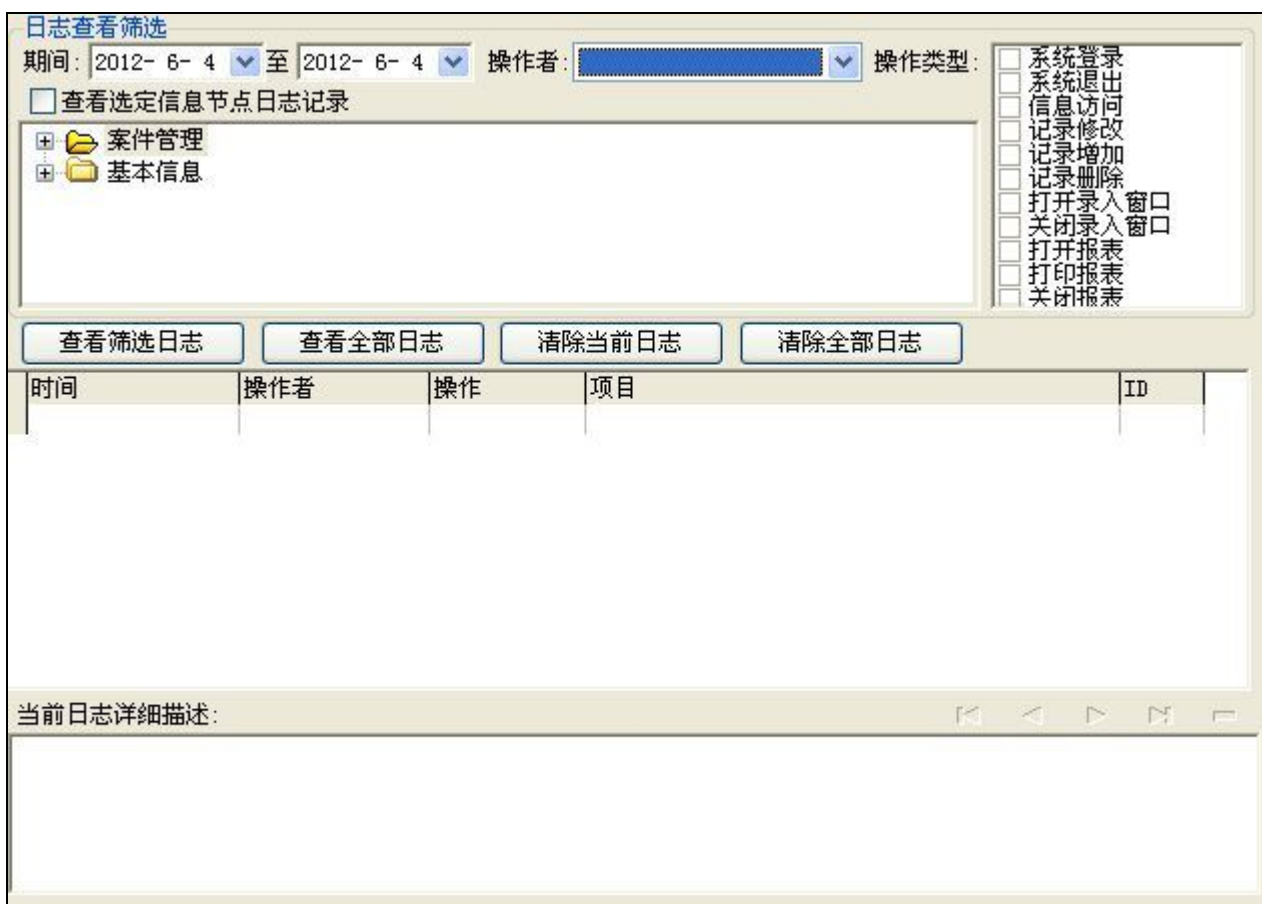 日志查看筛选
期间: 2012- 6- 4 至 2012- 6- 4 操作者: 操作类型:
系统登录
系统退出
信息访问
记录修改
记录增加
记录删除
打开录入窗口
关闭录入窗口
打开报表
打印报表
关闭报表
查看选定信息节点日志记录
案件管理
基本信息
查看筛选日志 查看全部日志 清除当前日志 清除全部日志
时间 操作者 操作 项目 ID
当前日志详细描述: